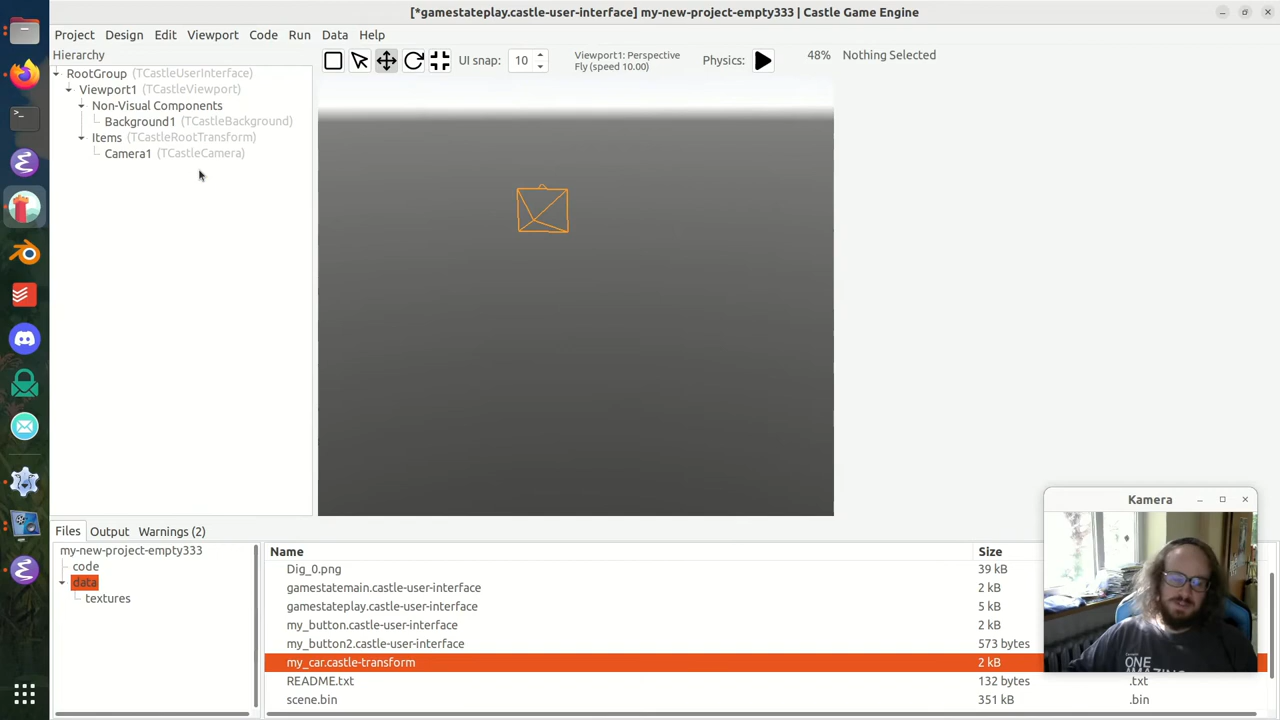 [*gamestateplay.castle-user-interface] my-new-project-empty333 | Castle Game Engine
Project Design Edit Viewport Code Run Data Help
Hierarchy
RootGroup (TCastleUserInterface)
Viewport1 (TCastleViewport)
Non-Visual Components
Background1 (TCastleBackground)
Items (TCastleRootTransform)
Camera1 (TCastleCamera)
UI snap: 10
Viewport1: Perspective
Fly (speed 10.00)
Physics:
48%
Nothing Selected
Files Output Warnings (2)
my-new-project-empty333
code
data
textures
Name Size
Dig_0.png 39 kB
gamestatemain.castle-user-interface 2 kB
gamestateplay.castle-user-interface 5 kB
my_button.castle-user-interface 2 kB
my_button2.castle-user-interface 573 bytes
my_car.castle-transform 2 kB
README.txt 132 bytes .txt
scene.bin 351 kB .bin
Kamera
ONE
AMAZING